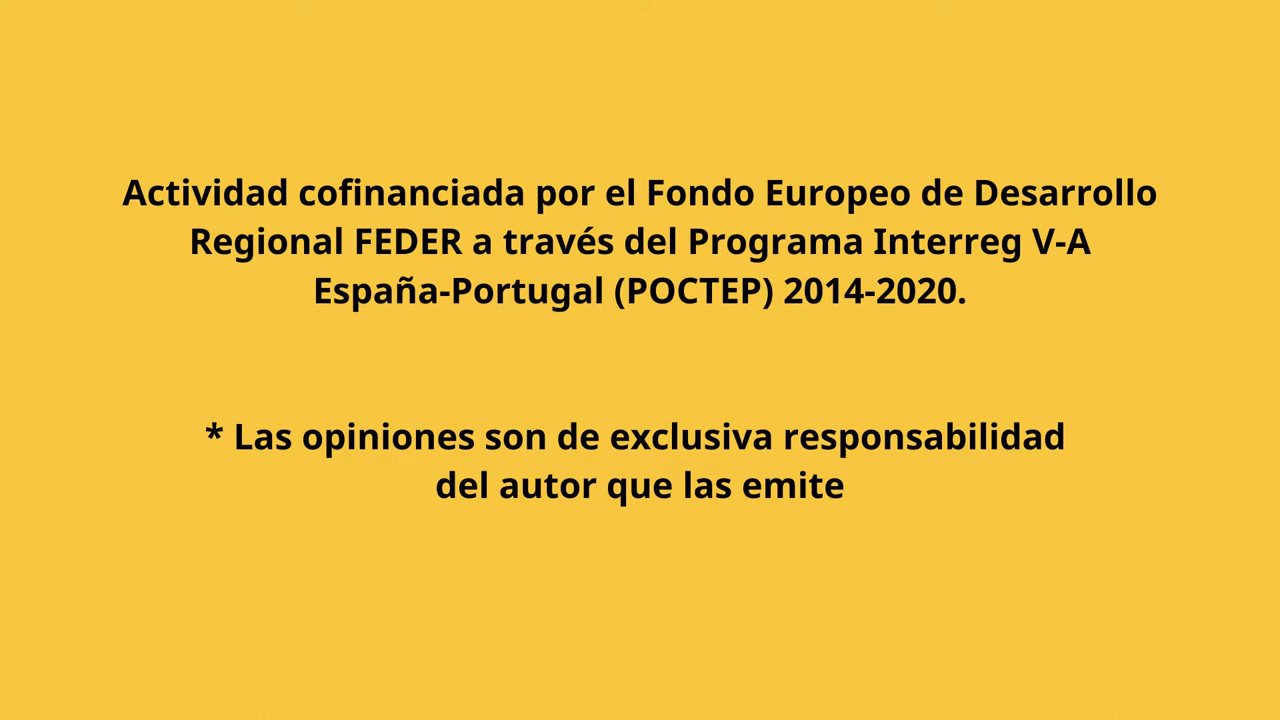 Actividad cofinanciada por el Fondo Europeo de Desarrollo
Regional FEDER a través del Programa Interreg V-A
España-Portugal (POCTEP) 2014-2020.
* Las opiniones son de exclusiva responsabilidad
del autor que las emite